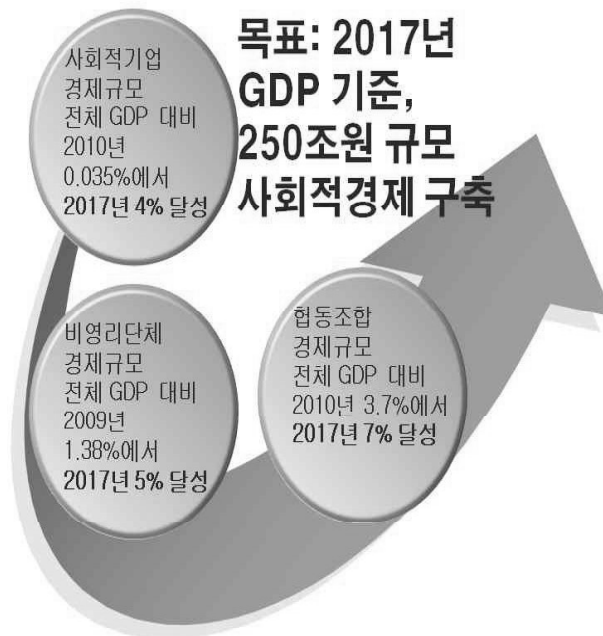 목표: 2017년
GDP 기준,
250조원 규모
사회적경제 구축
사회적기업
경제규모
전체 GDP 대비
2010년
0.035%에서
2017년 4% 달성
비영리단체
경제규모
전체 GDP 대비
2009년
1.38%에서
2017년 5% 달성
협동조합
경제규모
전체 GDP 대비
2010년 3.7%에서
2017년 7% 달성